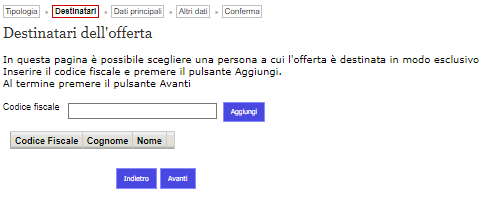 Tipologia » Destinatari » Dati principali » Altri dati » Conferma
Destinatari dell'offerta
In questa pagina è possibile scegliere una persona a cui l'offerta è destinata in modo esclusivo
Inserire il codice fiscale e premere il pulsante Aggiungi.
Al termine premere il pulsante Avanti
Codice fiscale Aggiungi
Codice Fiscale Cognome Nome
Indietro Avanti